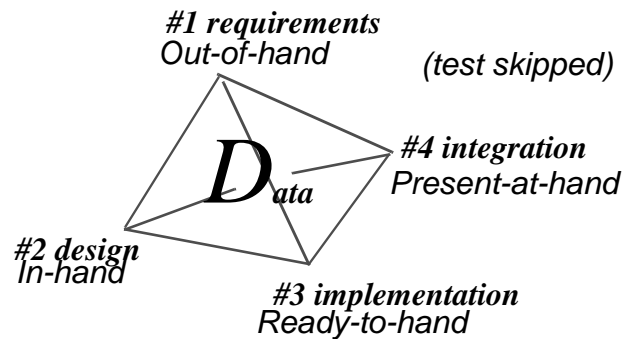 #1 requirements
Out-of-hand
(test skipped)
Data
#4 integration
Present-at-hand
#2 design
In-hand
#3 implementation
Ready-to-hand